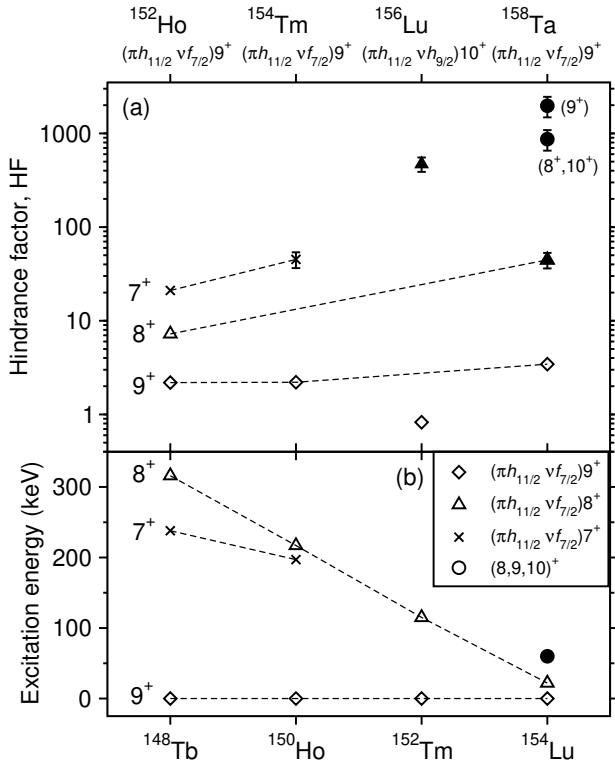 ¹⁵²Ho ¹⁵⁴Tm ¹⁵⁶Lu ¹⁵⁸Ta
(πh₁₁/₂ νf₇/₂)9⁺ (πh₁₁/₂ νf₇/₂)9⁺ (πh₁₁/₂ νh₉/₂)10⁺ (πh₁₁/₂ νf₇/₂)9⁺
(a)
Hindrance factor, HF
1000
100
10
1
(9⁺)
(8⁺,10⁺)
7⁺
8⁺
9⁺
(b)
Excitation energy (keV)
300
200
100
0
8⁺
7⁺
9⁺
(πh₁₁/₂ νf₇/₂)9⁺
(πh₁₁/₂ νf₇/₂)8⁺
(πh₁₁/₂ νf₇/₂)7⁺
(8,9,10)⁺
¹⁴⁸Tb ¹⁵⁰Ho ¹⁵²Tm ¹⁵⁴Lu